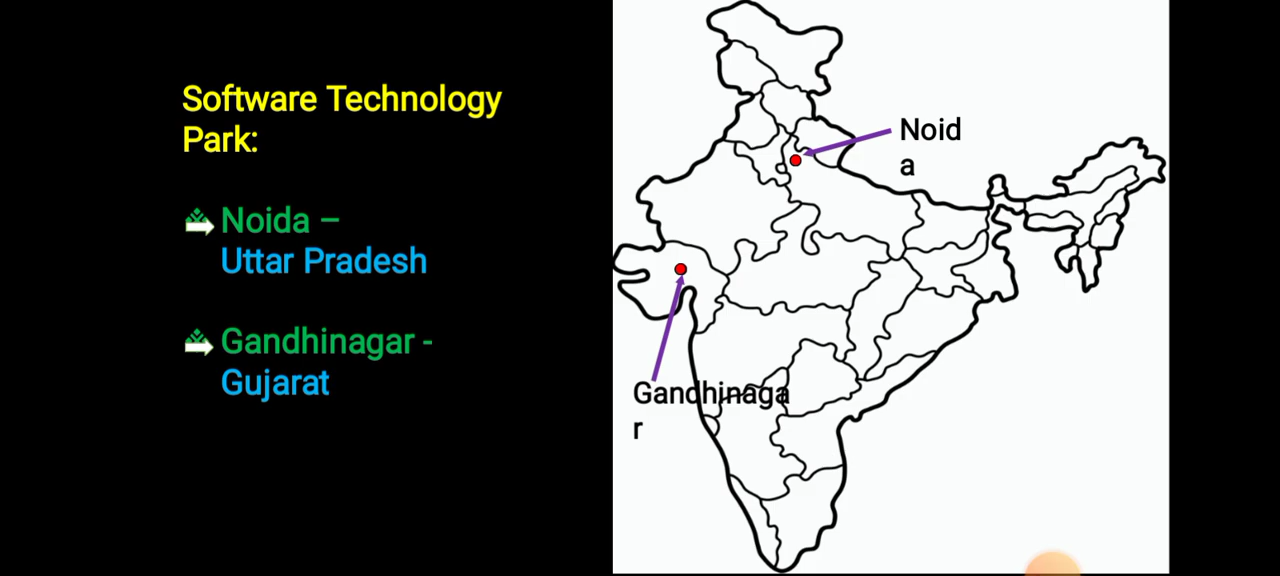 Software Technology
Park:
Noida –
Uttar Pradesh
Gandhinagar -
Gujarat
Noid
a
Gandhinaga
r